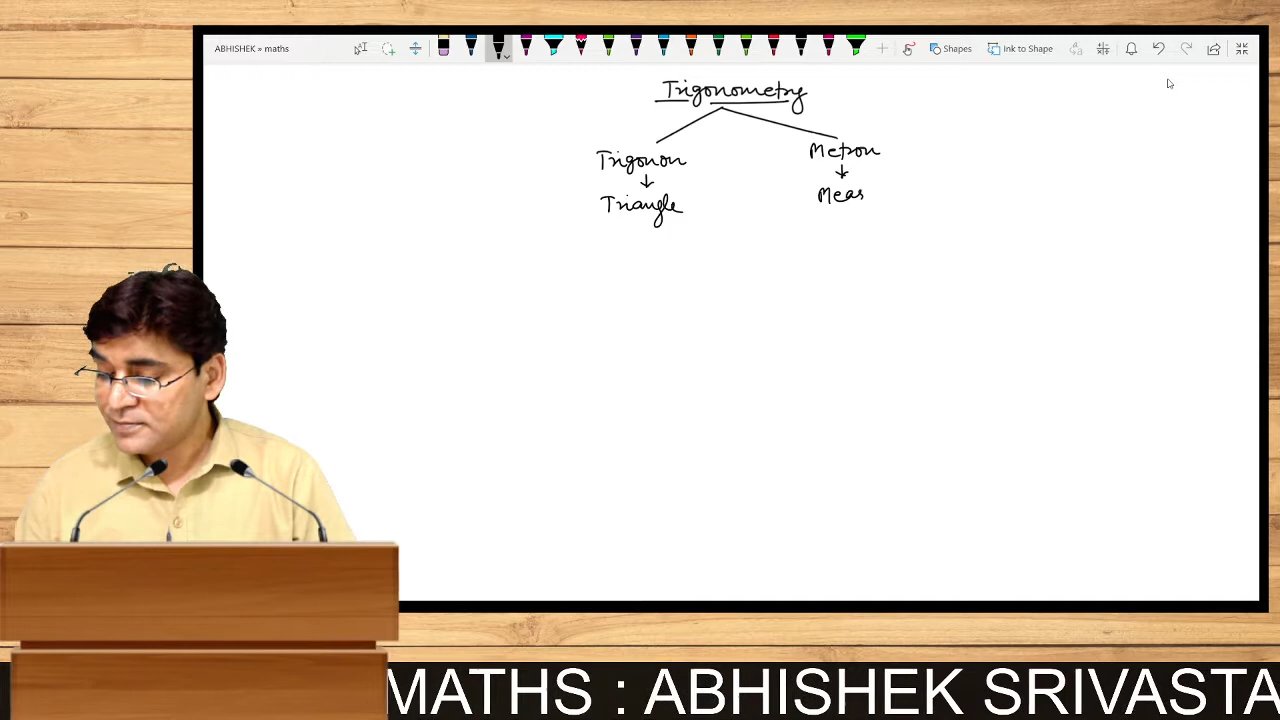 ABHISHEK » maths
Shapes
Ink to Shape
Trigonometry
Trigonon Metron
Triangle Meas
MATHS : ABHISHEK SRIVASTA